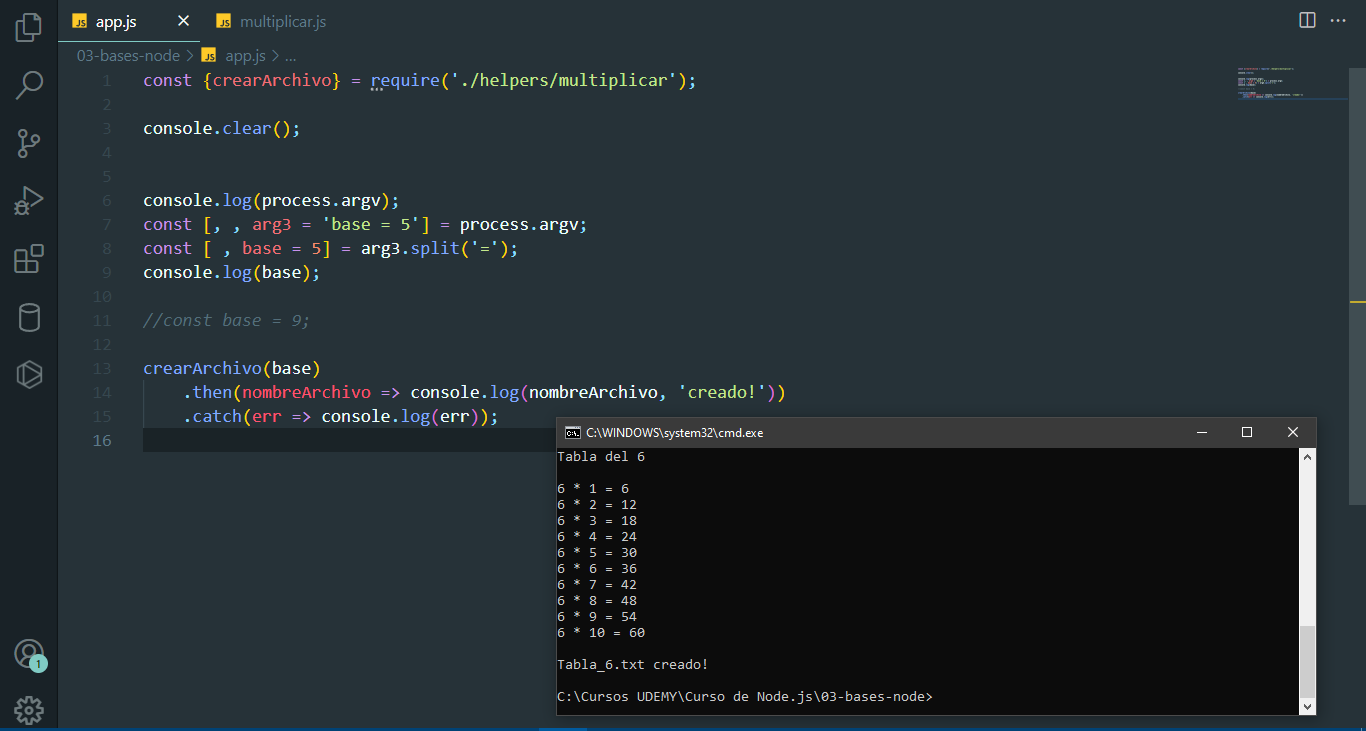 JS app.js × JS multiplicar.js ...
03-bases-node > JS app.js > ...
1 const {crearArchivo} = require('./helpers/multiplicar');
2
3 console.clear();
4
5
6 console.log(process.argv);
7 const [, , arg3 = 'base = 5'] = process.argv;
8 const [ , base = 5] = arg3.split('=');
9 console.log(base);
10
11 //const base = 9;
12
13 crearArchivo(base)
14 .then(nombreArchivo => console.log(nombreArchivo, 'creado!'))
15 .catch(err => console.log(err));
16
1
C:\WINDOWS\system32\cmd.exe
Tabla del 6
6 * 1 = 6
6 * 2 = 12
6 * 3 = 18
6 * 4 = 24
6 * 5 = 30
6 * 6 = 36
6 * 7 = 42
6 * 8 = 48
6 * 9 = 54
6 * 10 = 60
Tabla_6.txt creado!
C:\Cursos UDEMY\Curso de Node.js\03-bases-node>